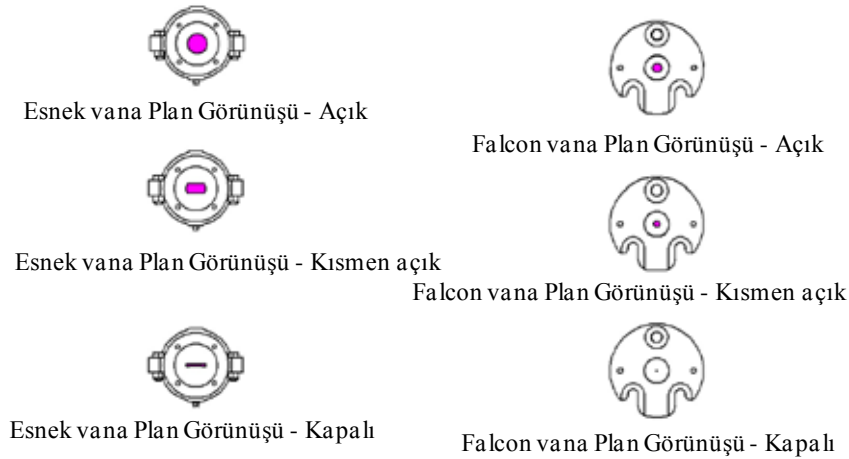 Esnek vana Plan Görünüşü - Açık
Falcon vana Plan Görünüşü - Açık
Esnek vana Plan Görünüşü - Kısmen açık
Falcon vana Plan Görünüşü - Kısmen açık
Esnek vana Plan Görünüşü - Kapalı
Falcon vana Plan Görünüşü - Kapalı